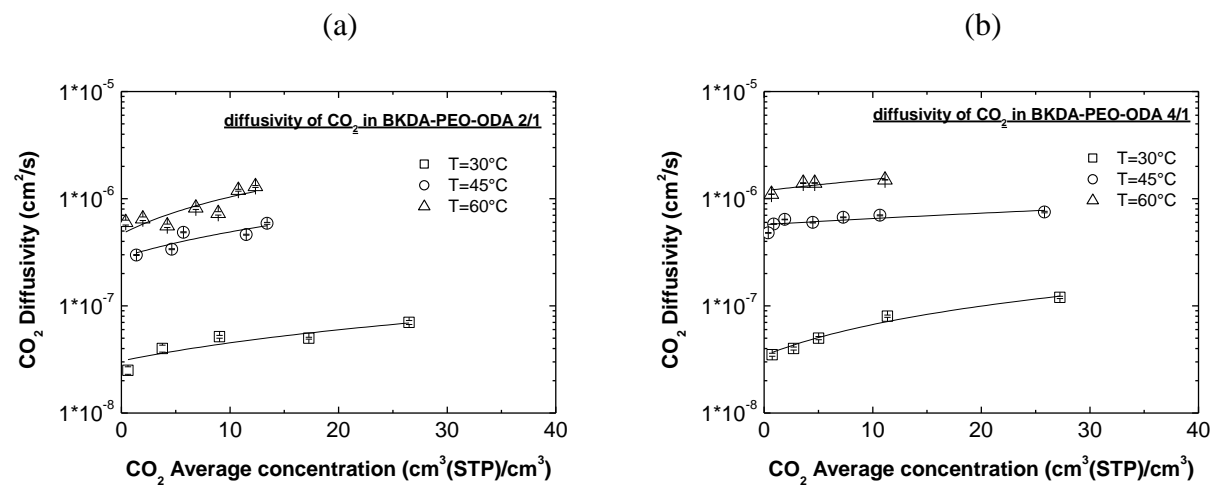 (a)
(b)
1*10⁻⁵
1*10⁻⁶
1*10⁻⁷
1*10⁻⁸
CO₂ Diffusivity (cm²/s)
diffusivity of CO₂ in BKDA-PEO-ODA 2/1
T=30°C
T=45°C
T=60°C
0 10 20 30 40
CO₂ Average concentration (cm³(STP)/cm³)
1*10⁻⁵
1*10⁻⁶
1*10⁻⁷
1*10⁻⁸
CO₂ Diffusivity (cm²/s)
diffusivity of CO₂ in BKDA-PEO-ODA 4/1
T=30°C
T=45°C
T=60°C
0 10 20 30 40
CO₂ Average concentration (cm³(STP)/cm³)